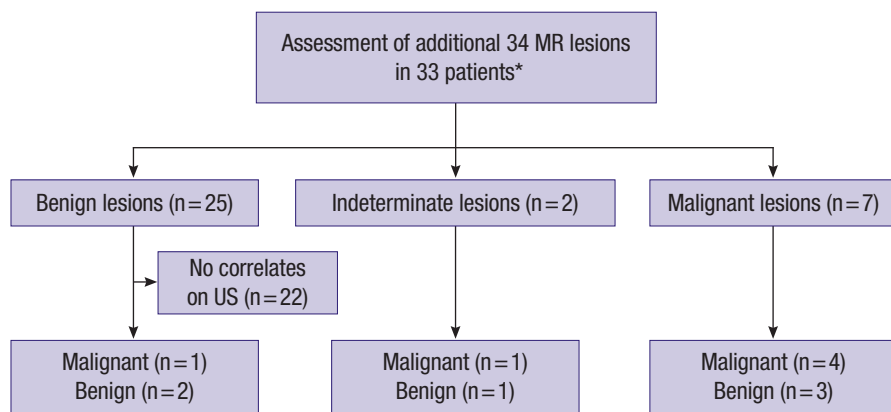 Assessment of additional 34 MR lesions
in 33 patients*
Benign lesions (n=25)
Indeterminate lesions (n=2)
Malignant lesions (n=7)
No correlates
on US (n=22)
Malignant (n=1)
Benign (n=2)
Malignant (n=1)
Benign (n=1)
Malignant (n=4)
Benign (n=3)